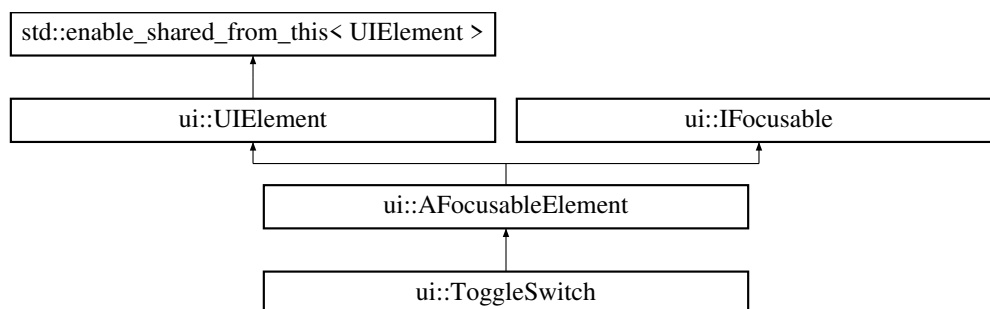 std::enable_shared_from_this< UIElement >
ui::UIElement
ui::IFocusable
ui::AFocusableElement
ui::ToggleSwitch